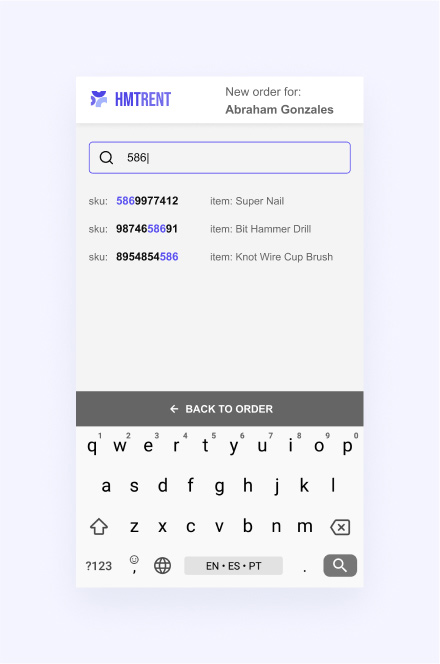 HMTRENT
New order for:
Abraham Gonzales
586
sku: 5869977412 item: Super Nail
sku: 9874658691 item: Bit Hammer Drill
sku: 8954854586 item: Knot Wire Cup Brush
← BACK TO ORDER
q1 w2 e3 r4 t5 y6 u7 i8 o9 p0
a s d f g h j k l
z x c v b n m
?123 , EN • ES • PT .